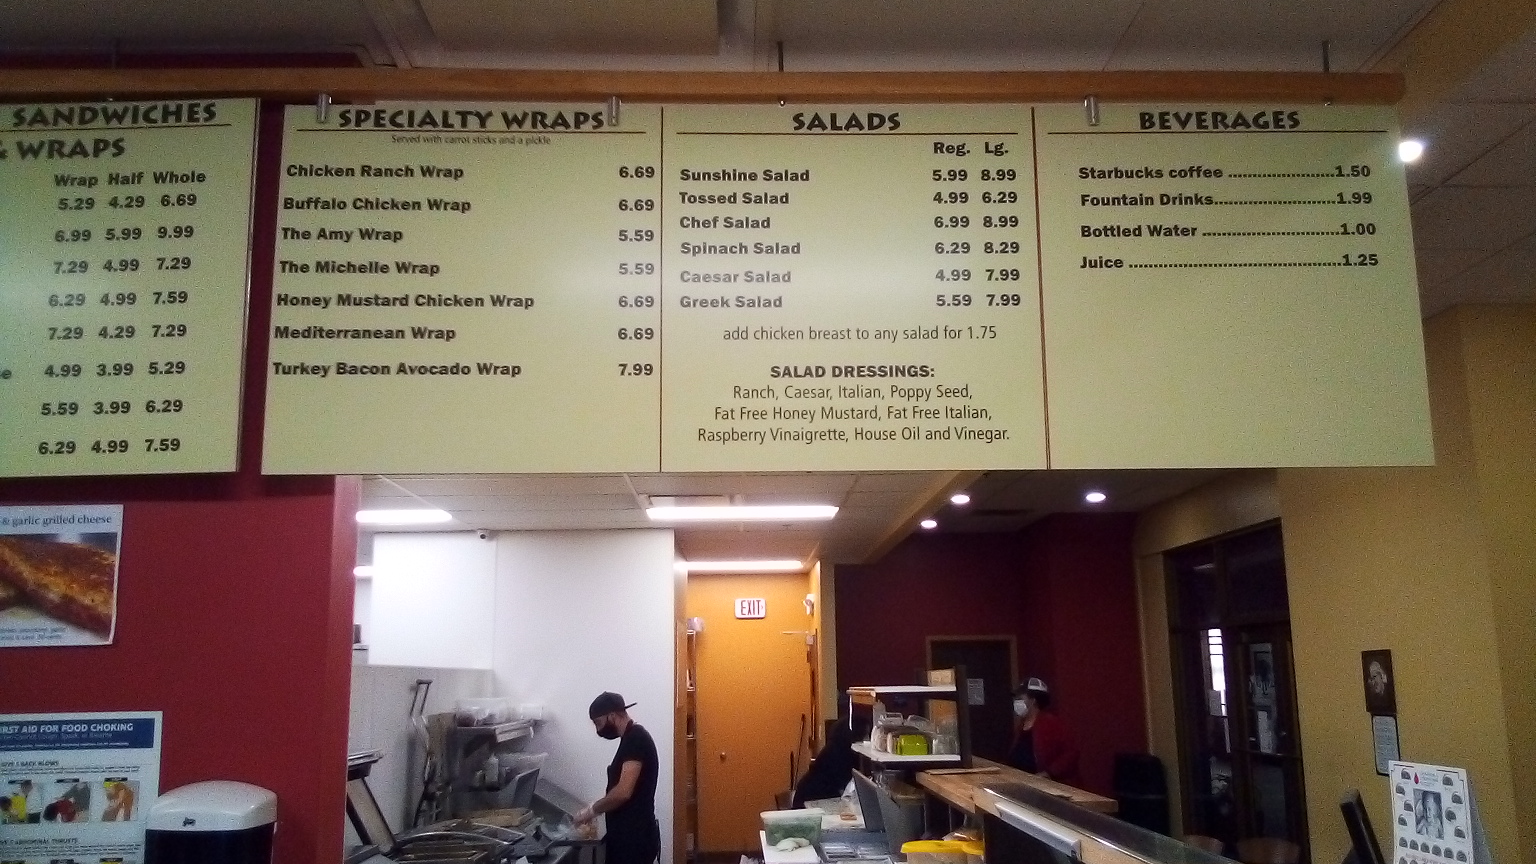 SANDWICHES
& WRAPS
Wrap Half Whole
5.29 4.29 6.69
6.99 5.99 9.99
7.29 4.99 7.29
6.29 4.99 7.59
7.29 4.29 7.29
4.99 3.99 5.29
5.59 3.99 6.29
6.29 4.99 7.59
SPECIALTY WRAPS
Served with carrot sticks and a pickle
Chicken Ranch Wrap 6.69
Buffalo Chicken Wrap 6.69
The Amy Wrap 5.59
The Michelle Wrap 5.59
Honey Mustard Chicken Wrap 6.69
Mediterranean Wrap 6.69
Turkey Bacon Avocado Wrap 7.99
SALADS
Reg. Lg.
Sunshine Salad 5.99 8.99
Tossed Salad 4.99 6.29
Chef Salad 6.99 8.99
Spinach Salad 6.29 8.29
Caesar Salad 4.99 7.99
Greek Salad 5.59 7.99
add chicken breast to any salad for 1.75
SALAD DRESSINGS:
Ranch, Caesar, Italian, Poppy Seed,
Fat Free Honey Mustard, Fat Free Italian,
Raspberry Vinaigrette, House Oil and Vinegar.
BEVERAGES
Starbucks coffee ...........................1.50
Fountain Drinks...............................1.99
Bottled Water ..................................1.00
Juice .....................................................1.25
& garlic grilled cheese
FIRST AID FOR FOOD CHOKING
GIVE 5 BACK BLOWS
GIVE 5 ABDOMINAL THRUSTS
EXIT